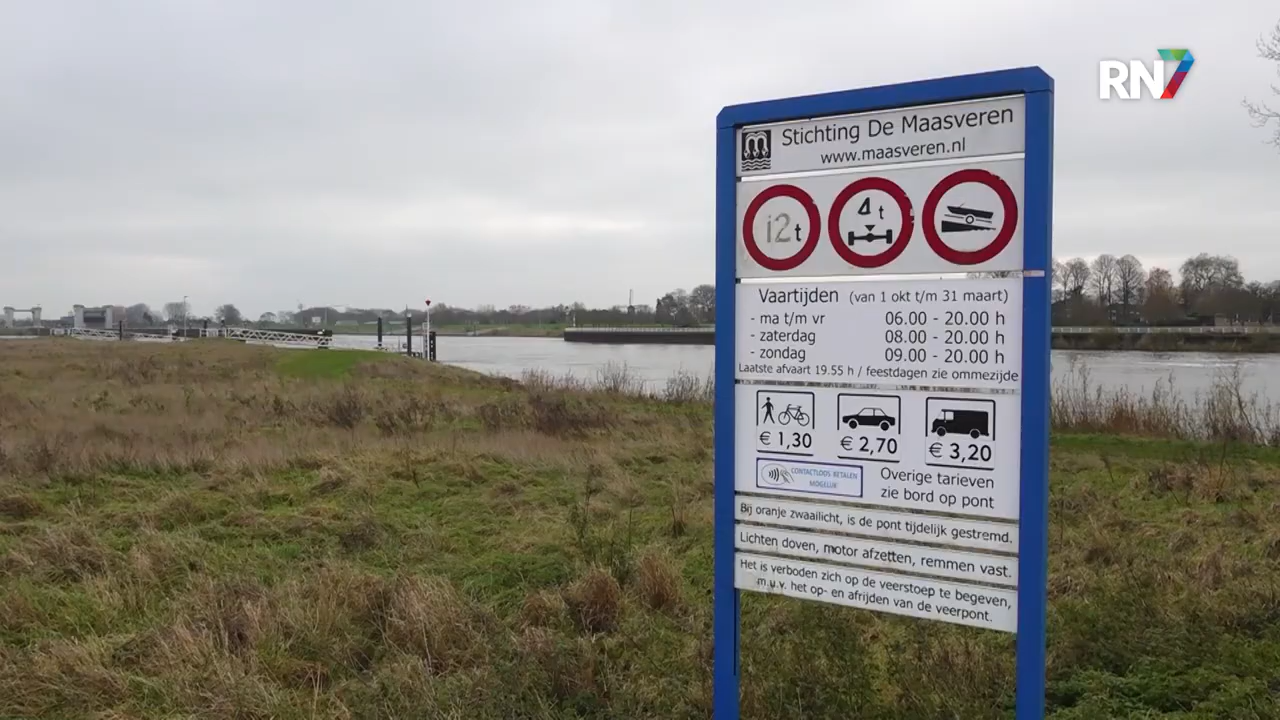 RN7
Stichting De Maasveren
www.maasveren.nl
12t
4t
Vaartijden (van 1 okt t/m 31 maart)
- ma t/m vr 06.00 - 20.00 h
- zaterdag 08.00 - 20.00 h
- zondag 09.00 - 20.00 h
Laatste afvaart 19.55 h / feestdagen zie ommezijde
€ 1,30 € 2,70 € 3,20
CONTACTLOOS BETALEN
MOGELIJK
Overige tarieven
zie bord op pont
Bij oranje zwaailicht, is de pont tijdelijk gestremd.
Lichten doven, motor afzetten, remmen vast.
Het is verboden zich op de veerstoep te begeven,
m.u.v. het op- en afrijden van de veerpont.